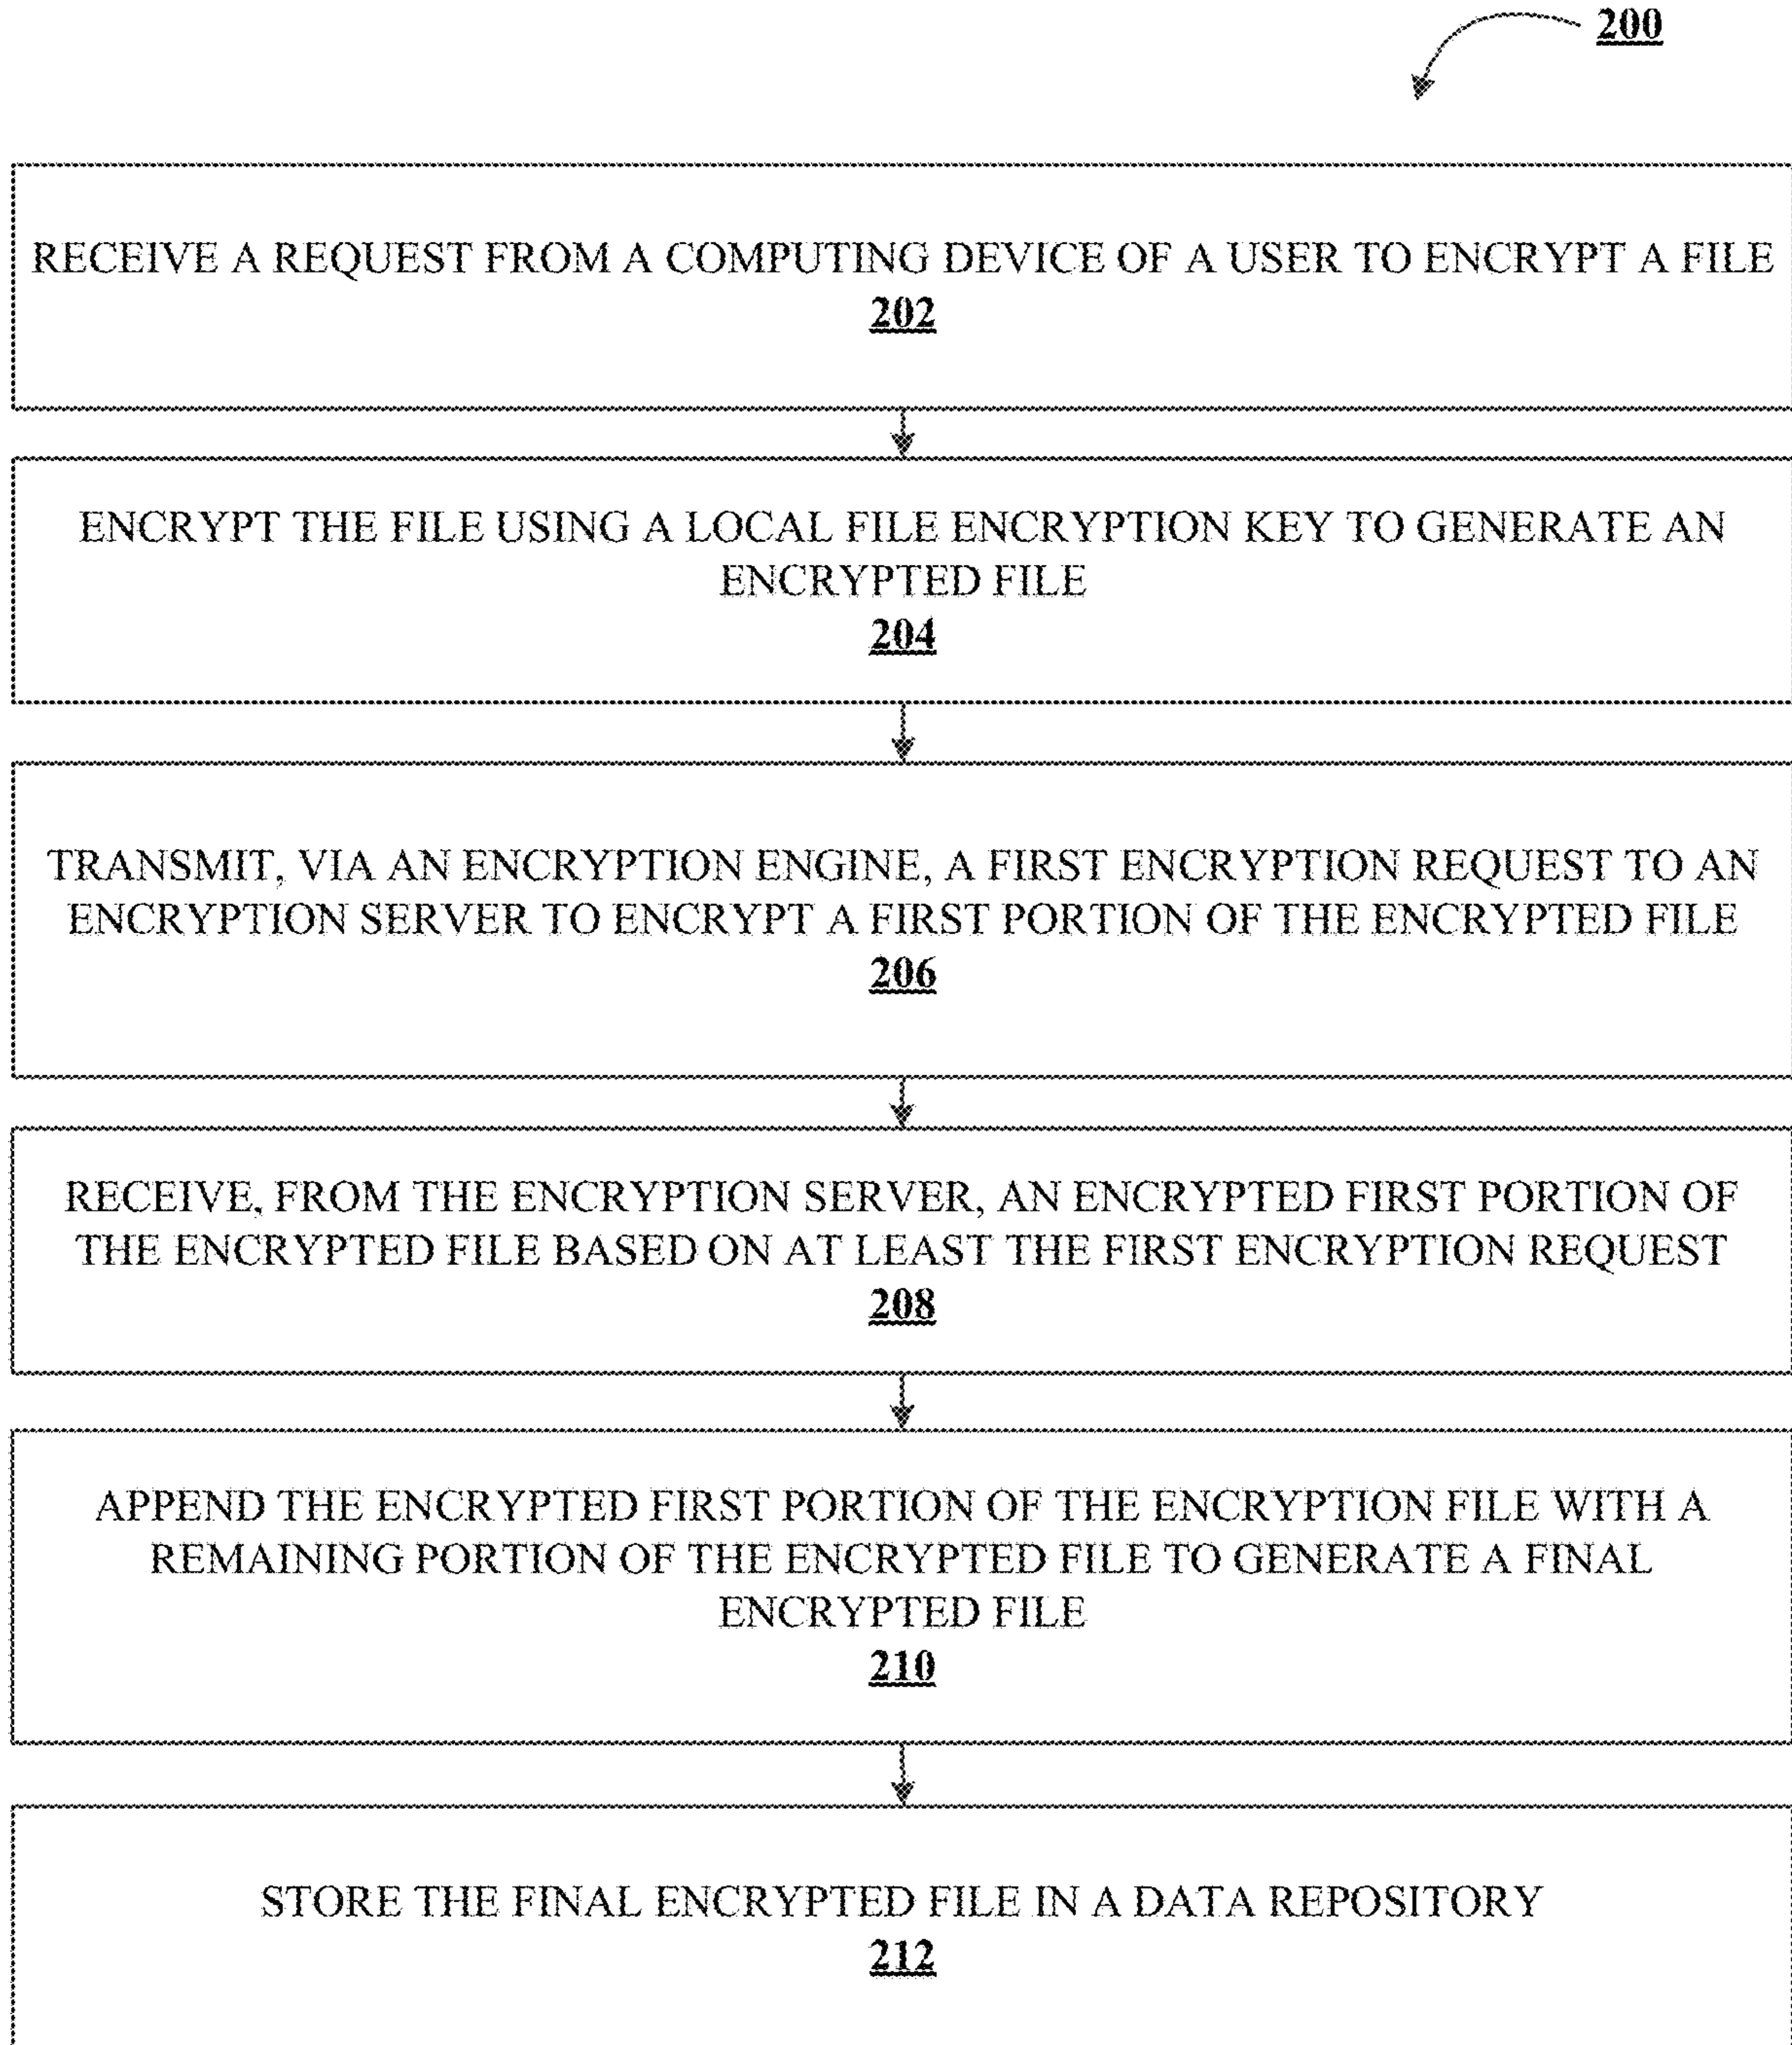 200
RECEIVE A REQUEST FROM A COMPUTING DEVICE OF A USER TO ENCRYPT A FILE
202
ENCRYPT THE FILE USING A LOCAL FILE ENCRYPTION KEY TO GENERATE AN
ENCRYPTED FILE
204
TRANSMIT, VIA AN ENCRYPTION ENGINE, A FIRST ENCRYPTION REQUEST TO AN
ENCRYPTION SERVER TO ENCRYPT A FIRST PORTION OF THE ENCRYPTED FILE
206
RECEIVE, FROM THE ENCRYPTION SERVER, AN ENCRYPTED FIRST PORTION OF
THE ENCRYPTED FILE BASED ON AT LEAST THE FIRST ENCRYPTION REQUEST
208
APPEND THE ENCRYPTED FIRST PORTION OF THE ENCRYPTION FILE WITH A
REMAINING PORTION OF THE ENCRYPTED FILE TO GENERATE A FINAL
ENCRYPTED FILE
210
STORE THE FINAL ENCRYPTED FILE IN A DATA REPOSITORY
212